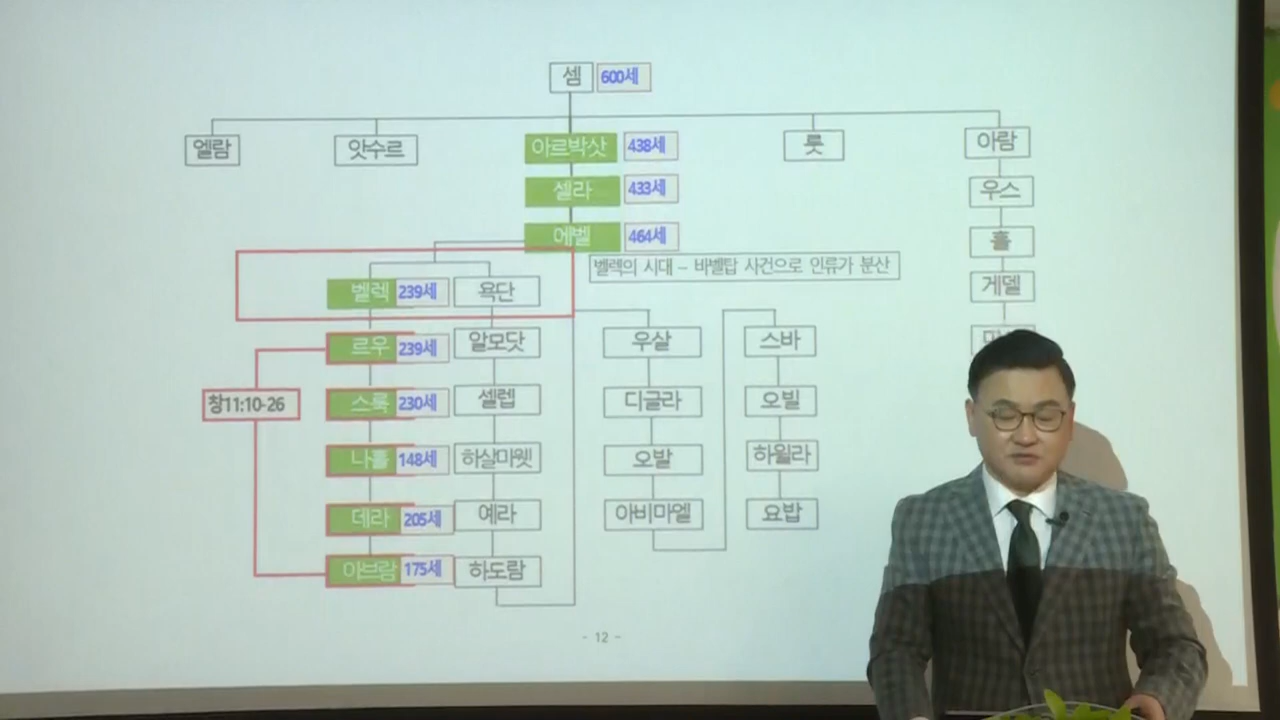 셈 600세
엘람 앗수르 아르박삿 438세 룻 아람
셀라 433세 우스
에벨 464세 훌
벨렉의 시대 – 바벨탑 사건으로 인류가 분산
벨렉 239세 욕단 게델
르우 239세 알모닷 우살 스바
창11:10-26 스룩 230세 셀렙 디글라 오빌
나홀 148세 하살마웻 오발 하윌라
데라 205세 예라 아비마엘 요밥
아브람 175세 하도람
- 12 -